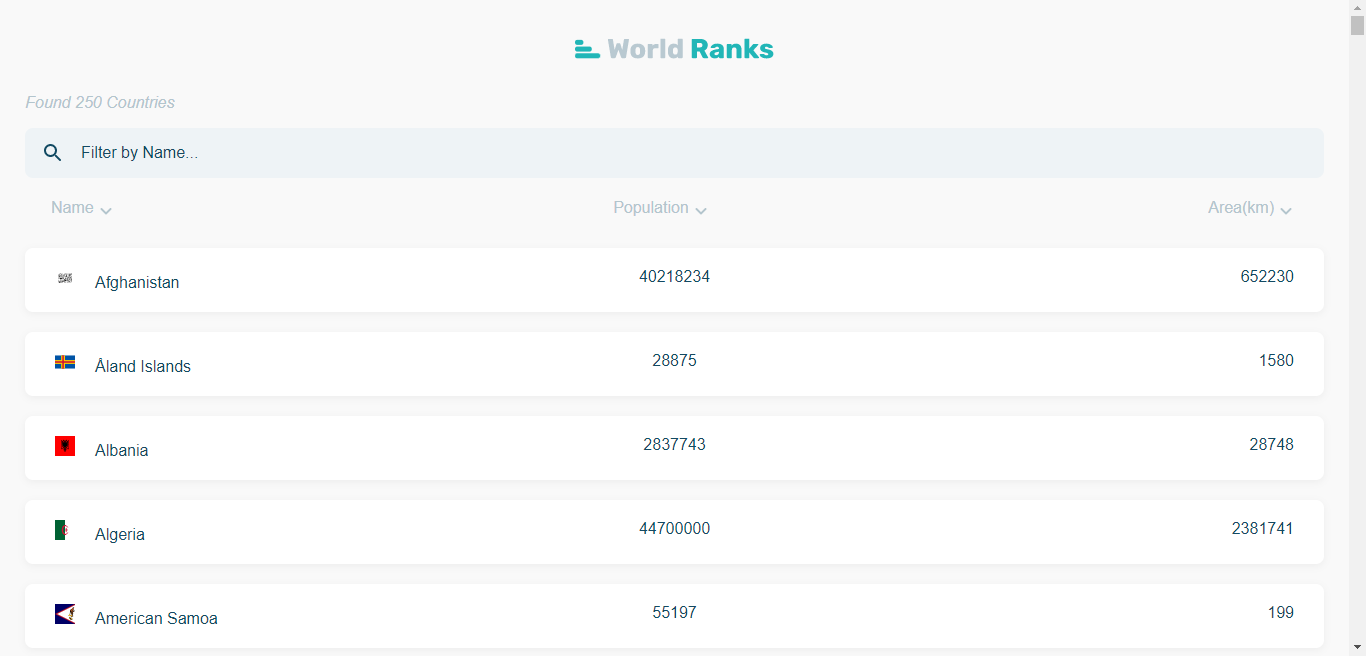 World Ranks
Found 250 Countries
Filter by Name...
Name Population Area(km)
Afghanistan 40218234 652230
Åland Islands 28875 1580
Albania 2837743 28748
Algeria 44700000 2381741
American Samoa 55197 199